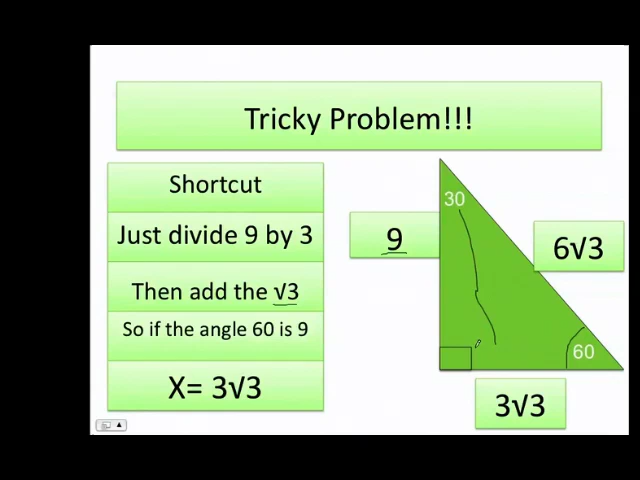 Tricky Problem!!!
Shortcut
Just divide 9 by 3
Then add the √3
So if the angle 60 is 9
X= 3√3
30
9
6√3
60
3√3